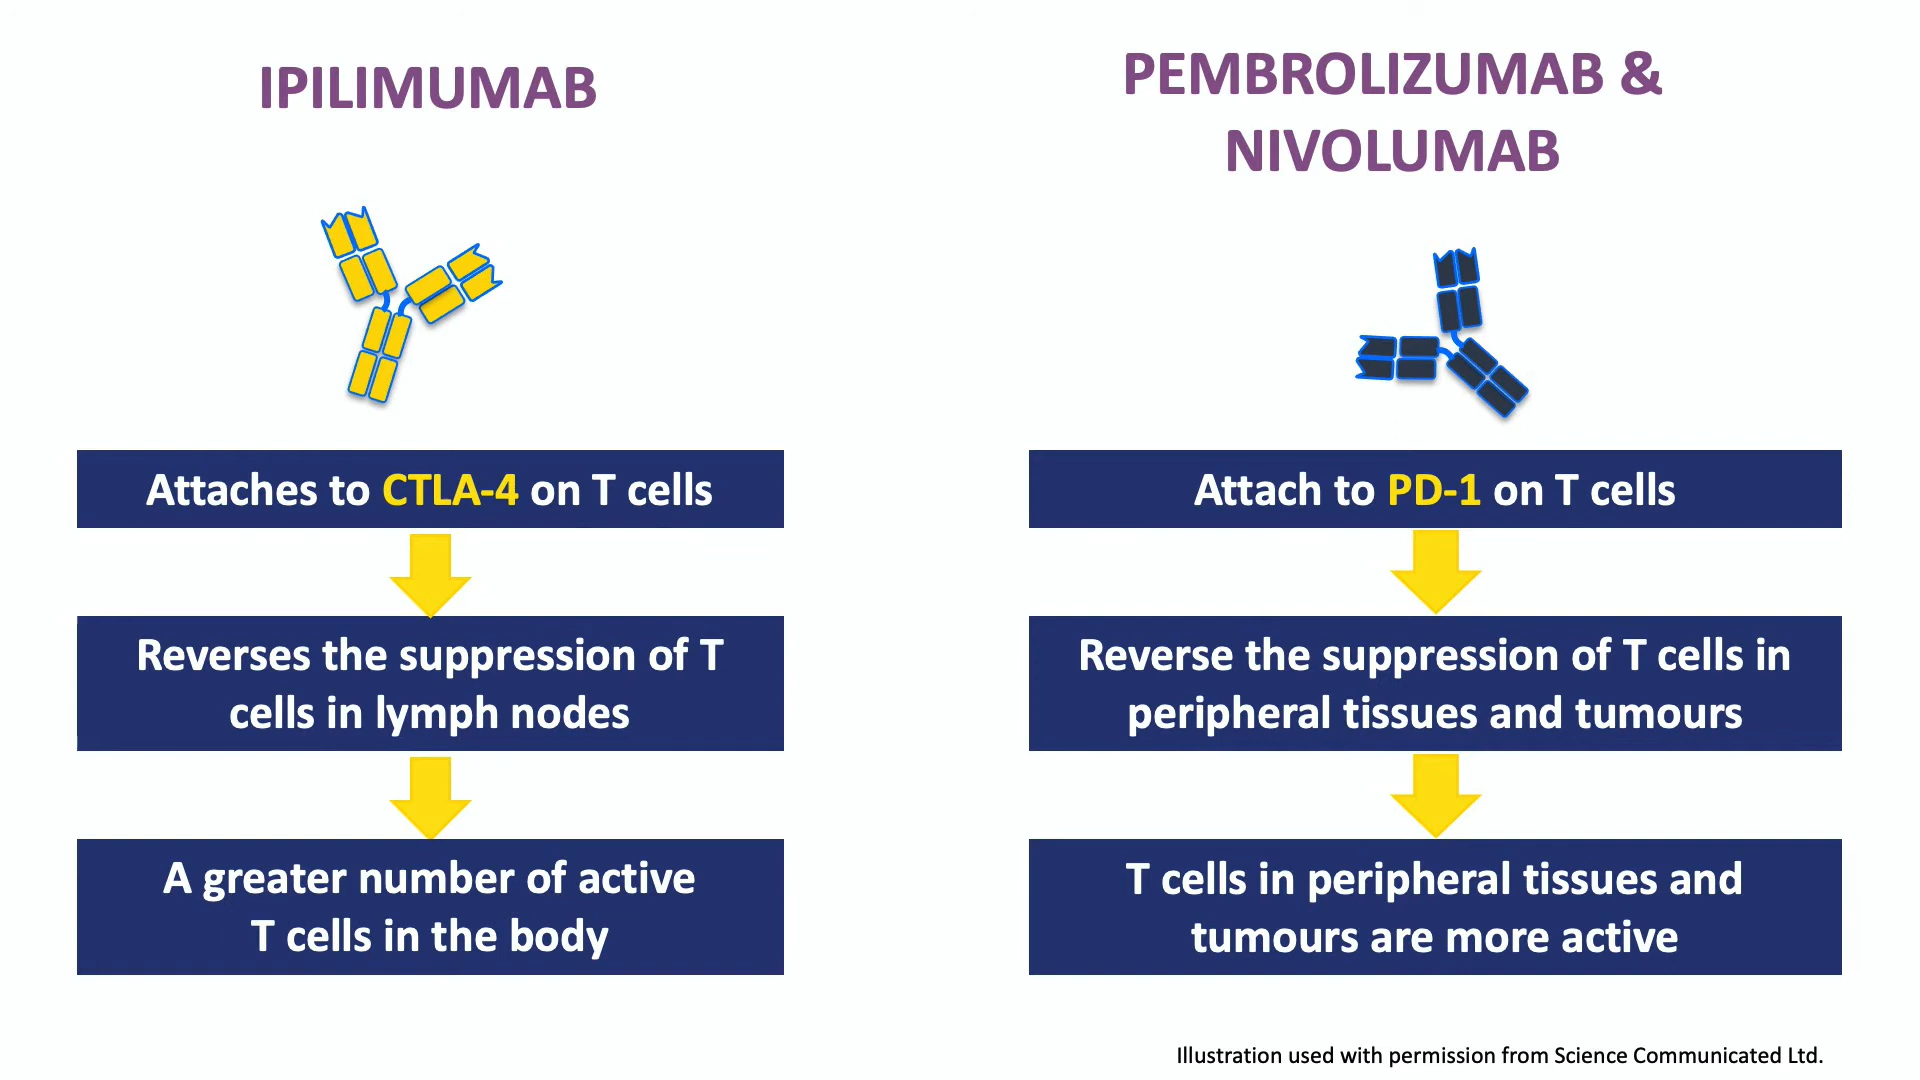 IPILIMUMAB
Attaches to CTLA-4 on T cells
Reverses the suppression of T
cells in lymph nodes
A greater number of active
T cells in the body
PEMBROLIZUMAB &
NIVOLUMAB
Attach to PD-1 on T cells
Reverse the suppression of T cells in
peripheral tissues and tumours
T cells in peripheral tissues and
tumours are more active
Illustration used with permission from Science Communicated Ltd.